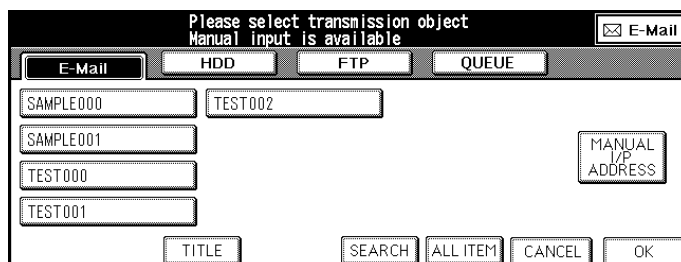 Please select transmission object
Manual input is available
E-Mail
E-Mail HDD FTP QUEUE
SAMPLE000 TEST002
SAMPLE001
MANUAL
I/P
ADDRESS
TEST000
TEST001
TITLE SEARCH ALL ITEM CANCEL OK